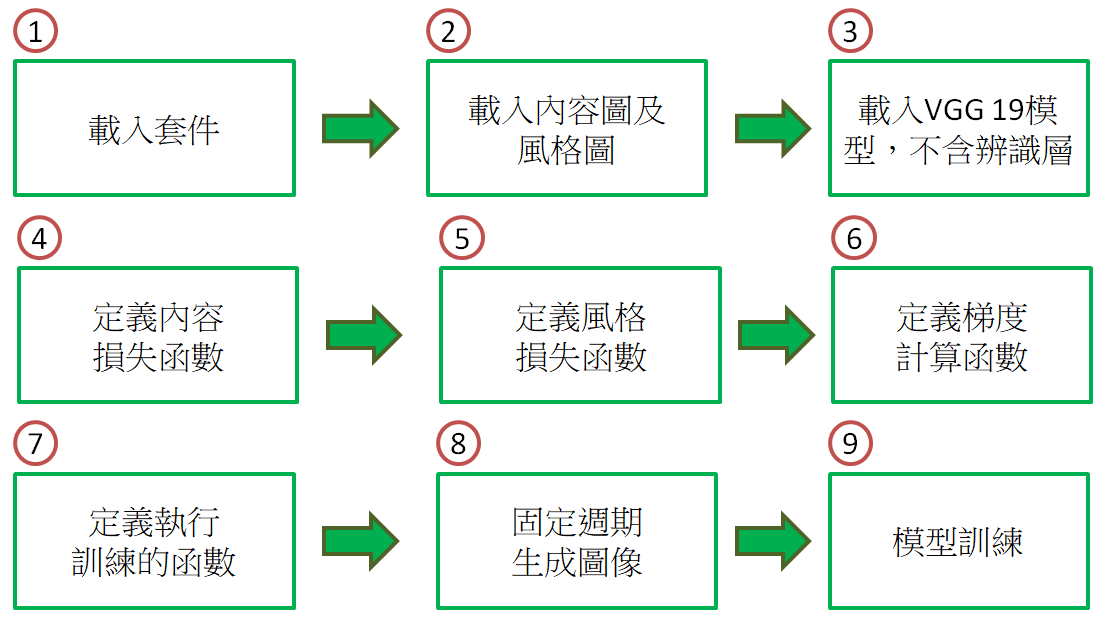 1
載入套件
2
載入內容圖及
風格圖
3
載入VGG 19模
型，不含辨識層
4
定義內容
損失函數
5
定義風格
損失函數
6
定義梯度
計算函數
7
定義執行
訓練的函數
8
固定週期
生成圖像
9
模型訓練